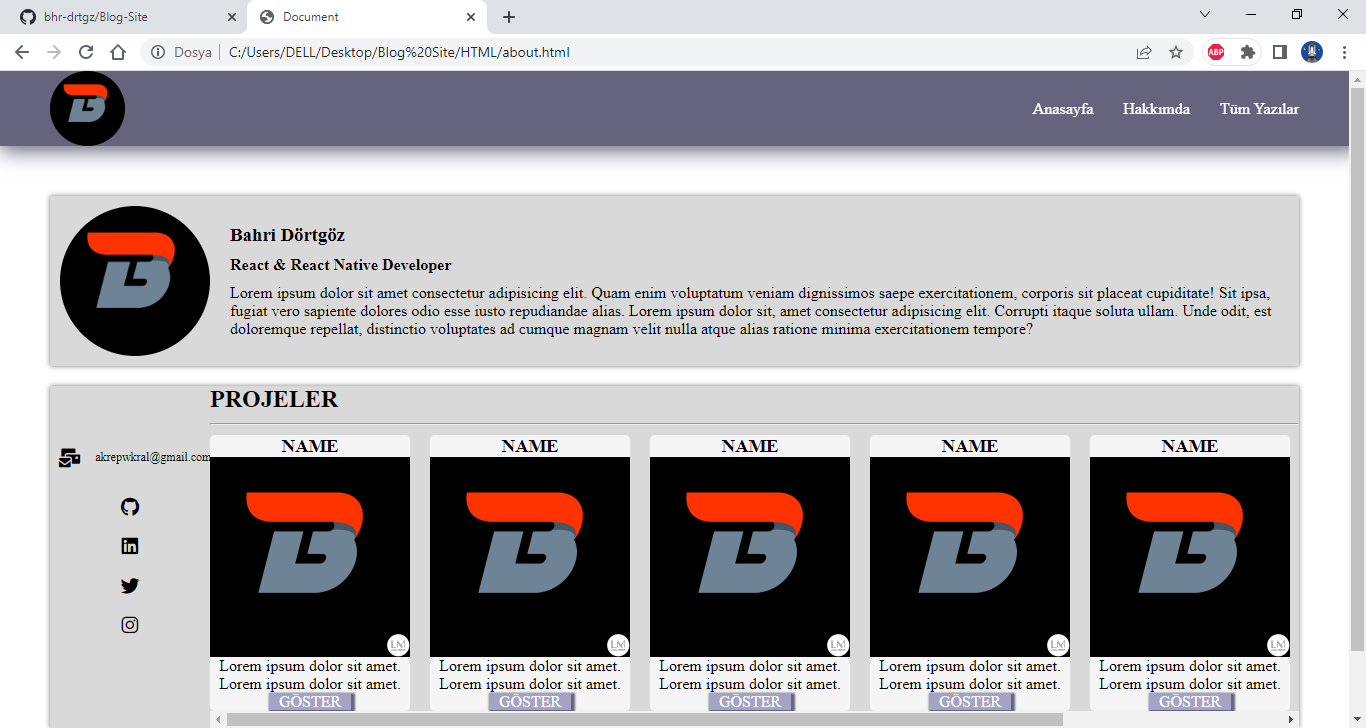 bhr-drtgz/Blog-Site
Document
Dosya C:/Users/DELL/Desktop/Blog%20Site/HTML/about.html
ABP
Anasayfa Hakkımda Tüm Yazılar
Bahri Dörtgöz
React & React Native Developer
Lorem ipsum dolor sit amet consectetur adipisicing elit. Quam enim voluptatum veniam dignissimos saepe exercitationem, corporis sit placeat cupiditate! Sit ipsa,
fugiat vero sapiente dolores odio esse iusto repudiandae alias. Lorem ipsum dolor sit, amet consectetur adipisicing elit. Corrupti itaque soluta ullam. Unde odit, est
doloremque repellat, distinctio voluptates ad cumque magnam velit nulla atque alias ratione minima exercitationem tempore?
PROJELER
akrepwkral@gmail.com
NAME NAME NAME NAME NAME
LM LM LM LM LM
Lorem ipsum dolor sit amet. Lorem ipsum dolor sit amet. Lorem ipsum dolor sit amet. Lorem ipsum dolor sit amet. Lorem ipsum dolor sit amet.
Lorem ipsum dolor sit amet. Lorem ipsum dolor sit amet. Lorem ipsum dolor sit amet. Lorem ipsum dolor sit amet. Lorem ipsum dolor sit amet.
GÖSTER GÖSTER GÖSTER GÖSTER GÖSTER